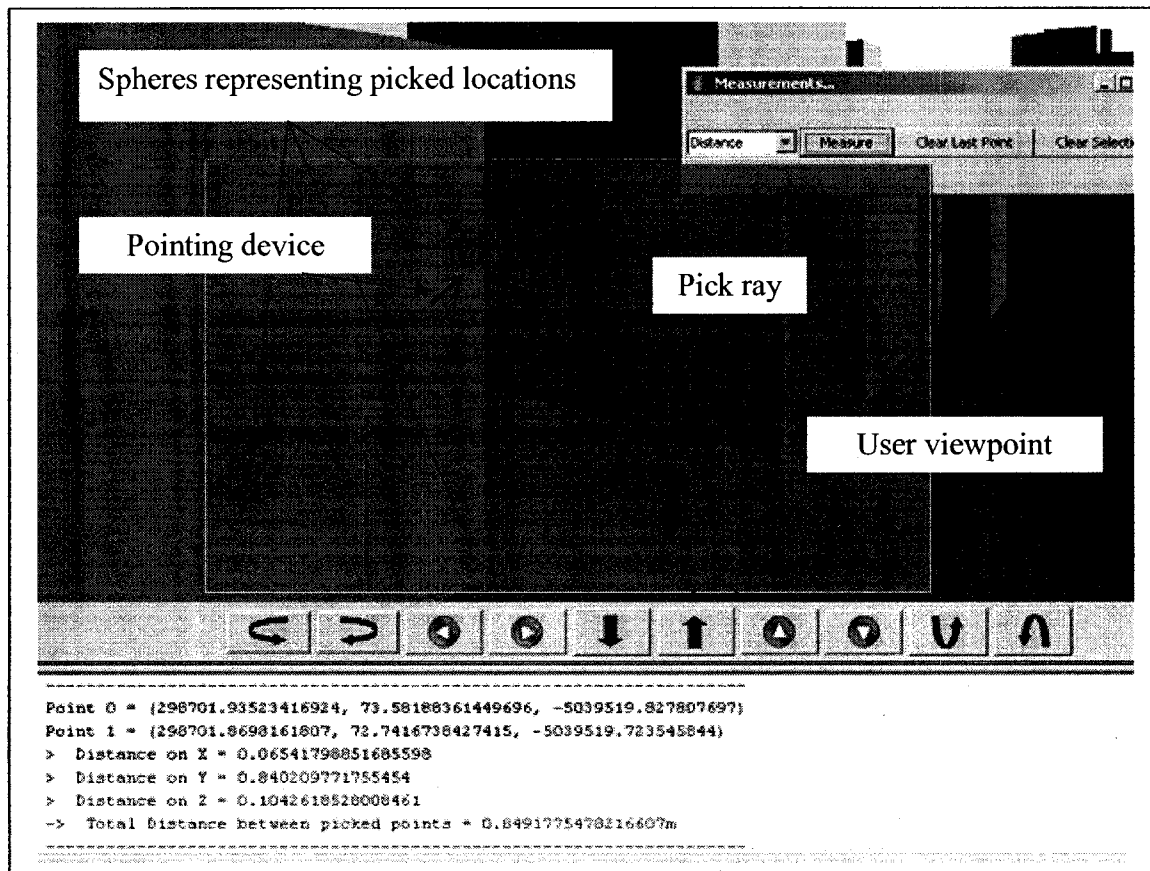 Spheres representing picked locations
Measurements...
Distance
Measure
Clear Last Point
Clear Selecti
Pointing device
Pick ray
User viewpoint
Point 0 = (298701.93523416924, 73.58188361449696, -5039519.827807697)
Point 1 = (298701.8698161807, 72.7416738427415, -5039519.723545844)
> Distance on X = 0.06541798851685598
> Distance on Y = 0.840209771755454
> Distance on Z = 0.1042618528008461
-> Total Distance between picked points = 0.8491775478216607m